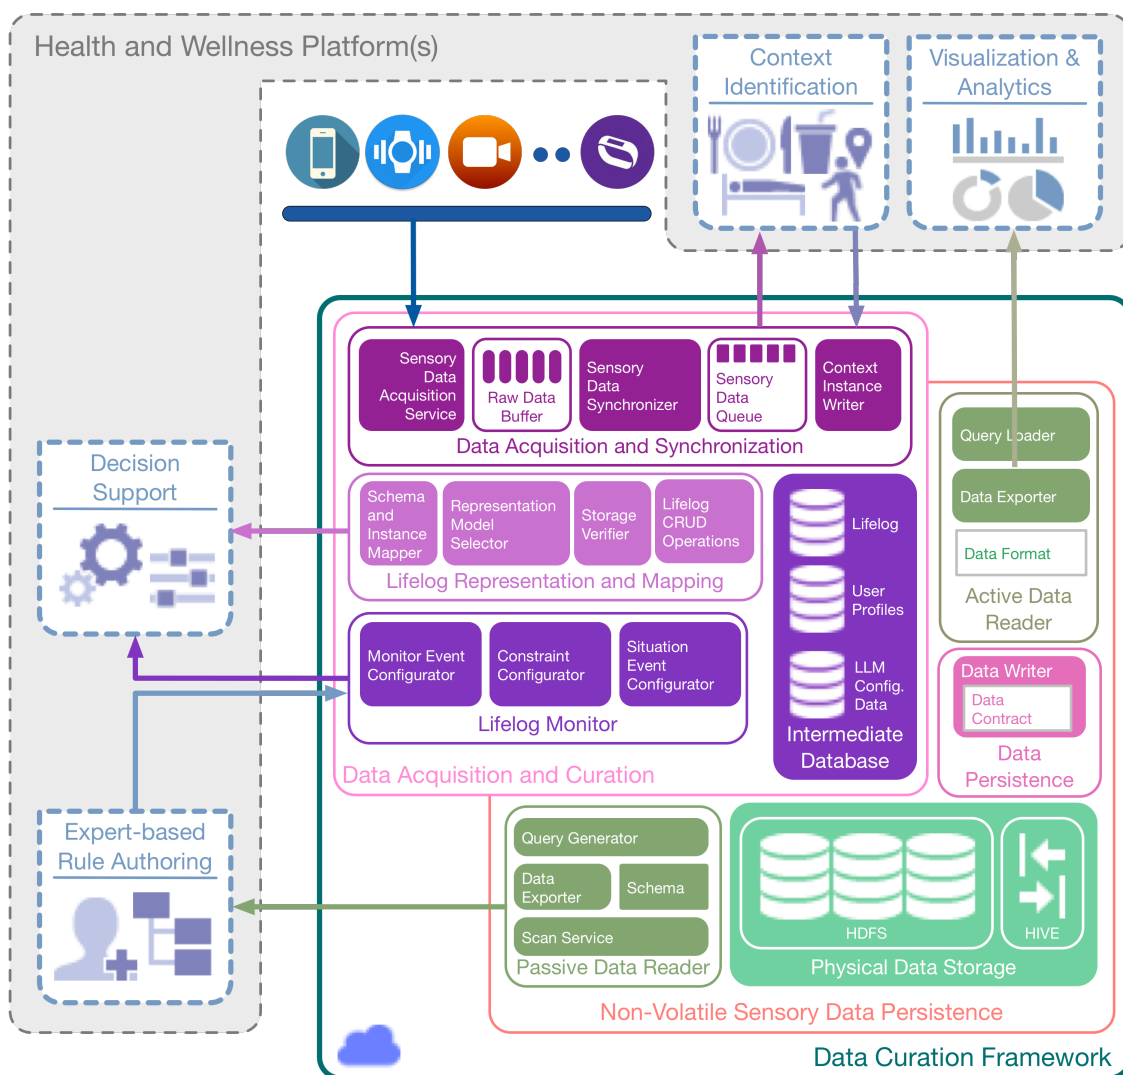 Health and Wellness Platform(s)
Context
Identification
Visualization &
Analytics
Sensory
Data
Acquisition
Service
Raw Data
Buffer
Sensory
Data
Synchronizer
Sensory
Data
Queue
Context
Instance
Writer
Data Acquisition and Synchronization
Schema
and
Instance
Mapper
Representation
Model
Selector
Storage
Verifier
Lifelog
CRUD
Operations
Lifelog Representation and Mapping
Monitor Event
Configurator
Constraint
Configurator
Situation
Event
Configurator
Lifelog Monitor
Lifelog
User
Profiles
LLM
Config.
Data
Intermediate
Database
Data Acquisition and Curation
Query Loader
Data Exporter
Data Format
Active Data
Reader
Data Writer
Data
Contract
Data
Persistence
Decision
Support
Expert-based
Rule Authoring
Query Generator
Data
Exporter
Schema
Scan Service
Passive Data Reader
HDFS
HIVE
Physical Data Storage
Non-Volatile Sensory Data Persistence
Data Curation Framework